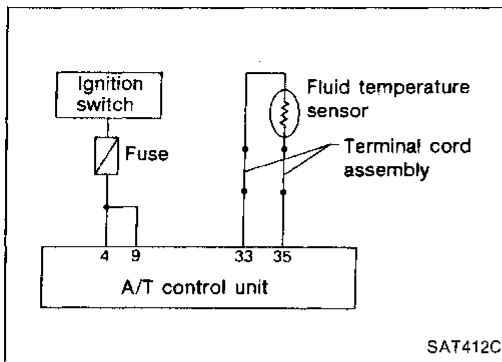 Ignition
switch
Fuse
Fluid temperature
sensor
Terminal cord
assembly
4 9 33 35
A/T control unit
SAT412C